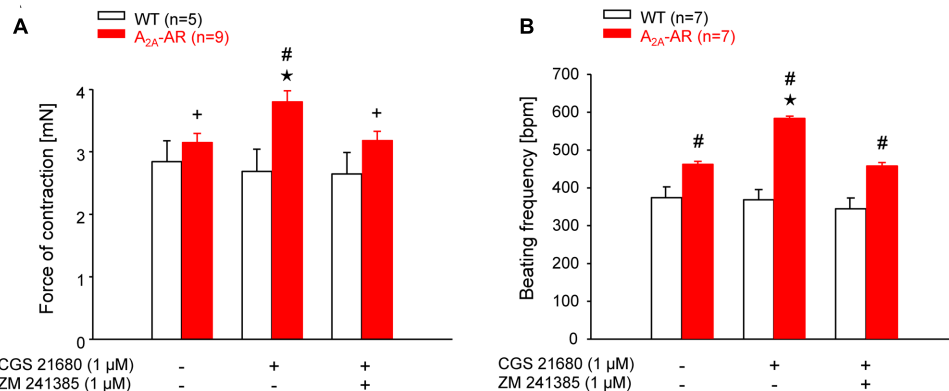 A
WT (n=5)
A2A-AR (n=9)
Force of contraction [mN]
4
3
2
1
0
+
#
★
+
CGS 21680 (1 µM) - + +
ZM 241385 (1 µM) - - +
B
WT (n=7)
A2A-AR (n=7)
Beating frequency [bpm]
700
600
500
400
300
200
100
0
#
#
★
#
CGS 21680 (1 µM) - + +
ZM 241385 (1 µM) - - +